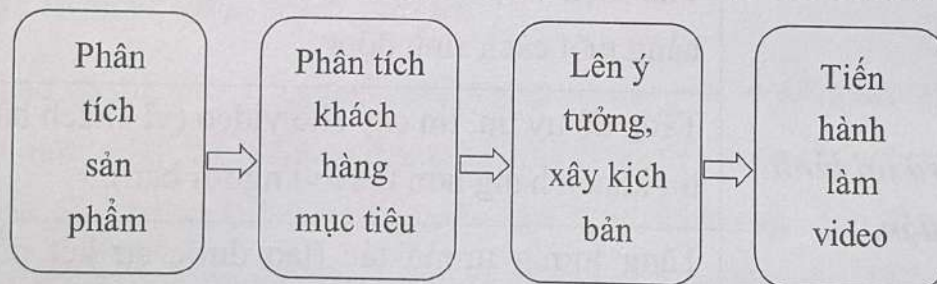 Phân
tích
sản
phẩm
Phân tích
khách
hàng
mục tiêu
Lên ý
tưởng,
xây kịch
bản
Tiến
hành
làm
video